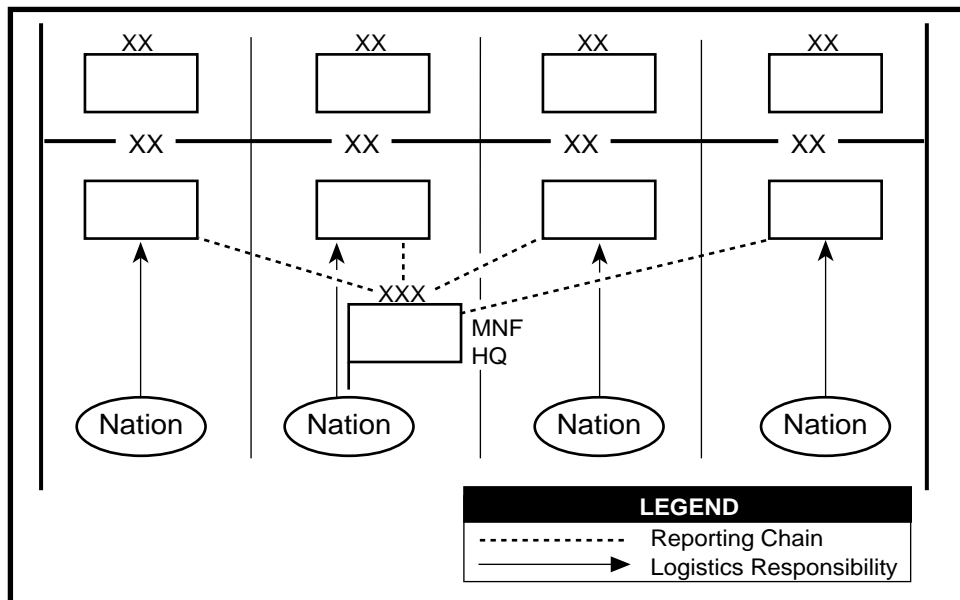 XX XX XX XX
XX XX XX XX
XXX
MNF
HQ
Nation Nation Nation Nation
LEGEND
Reporting Chain
Logistics Responsibility